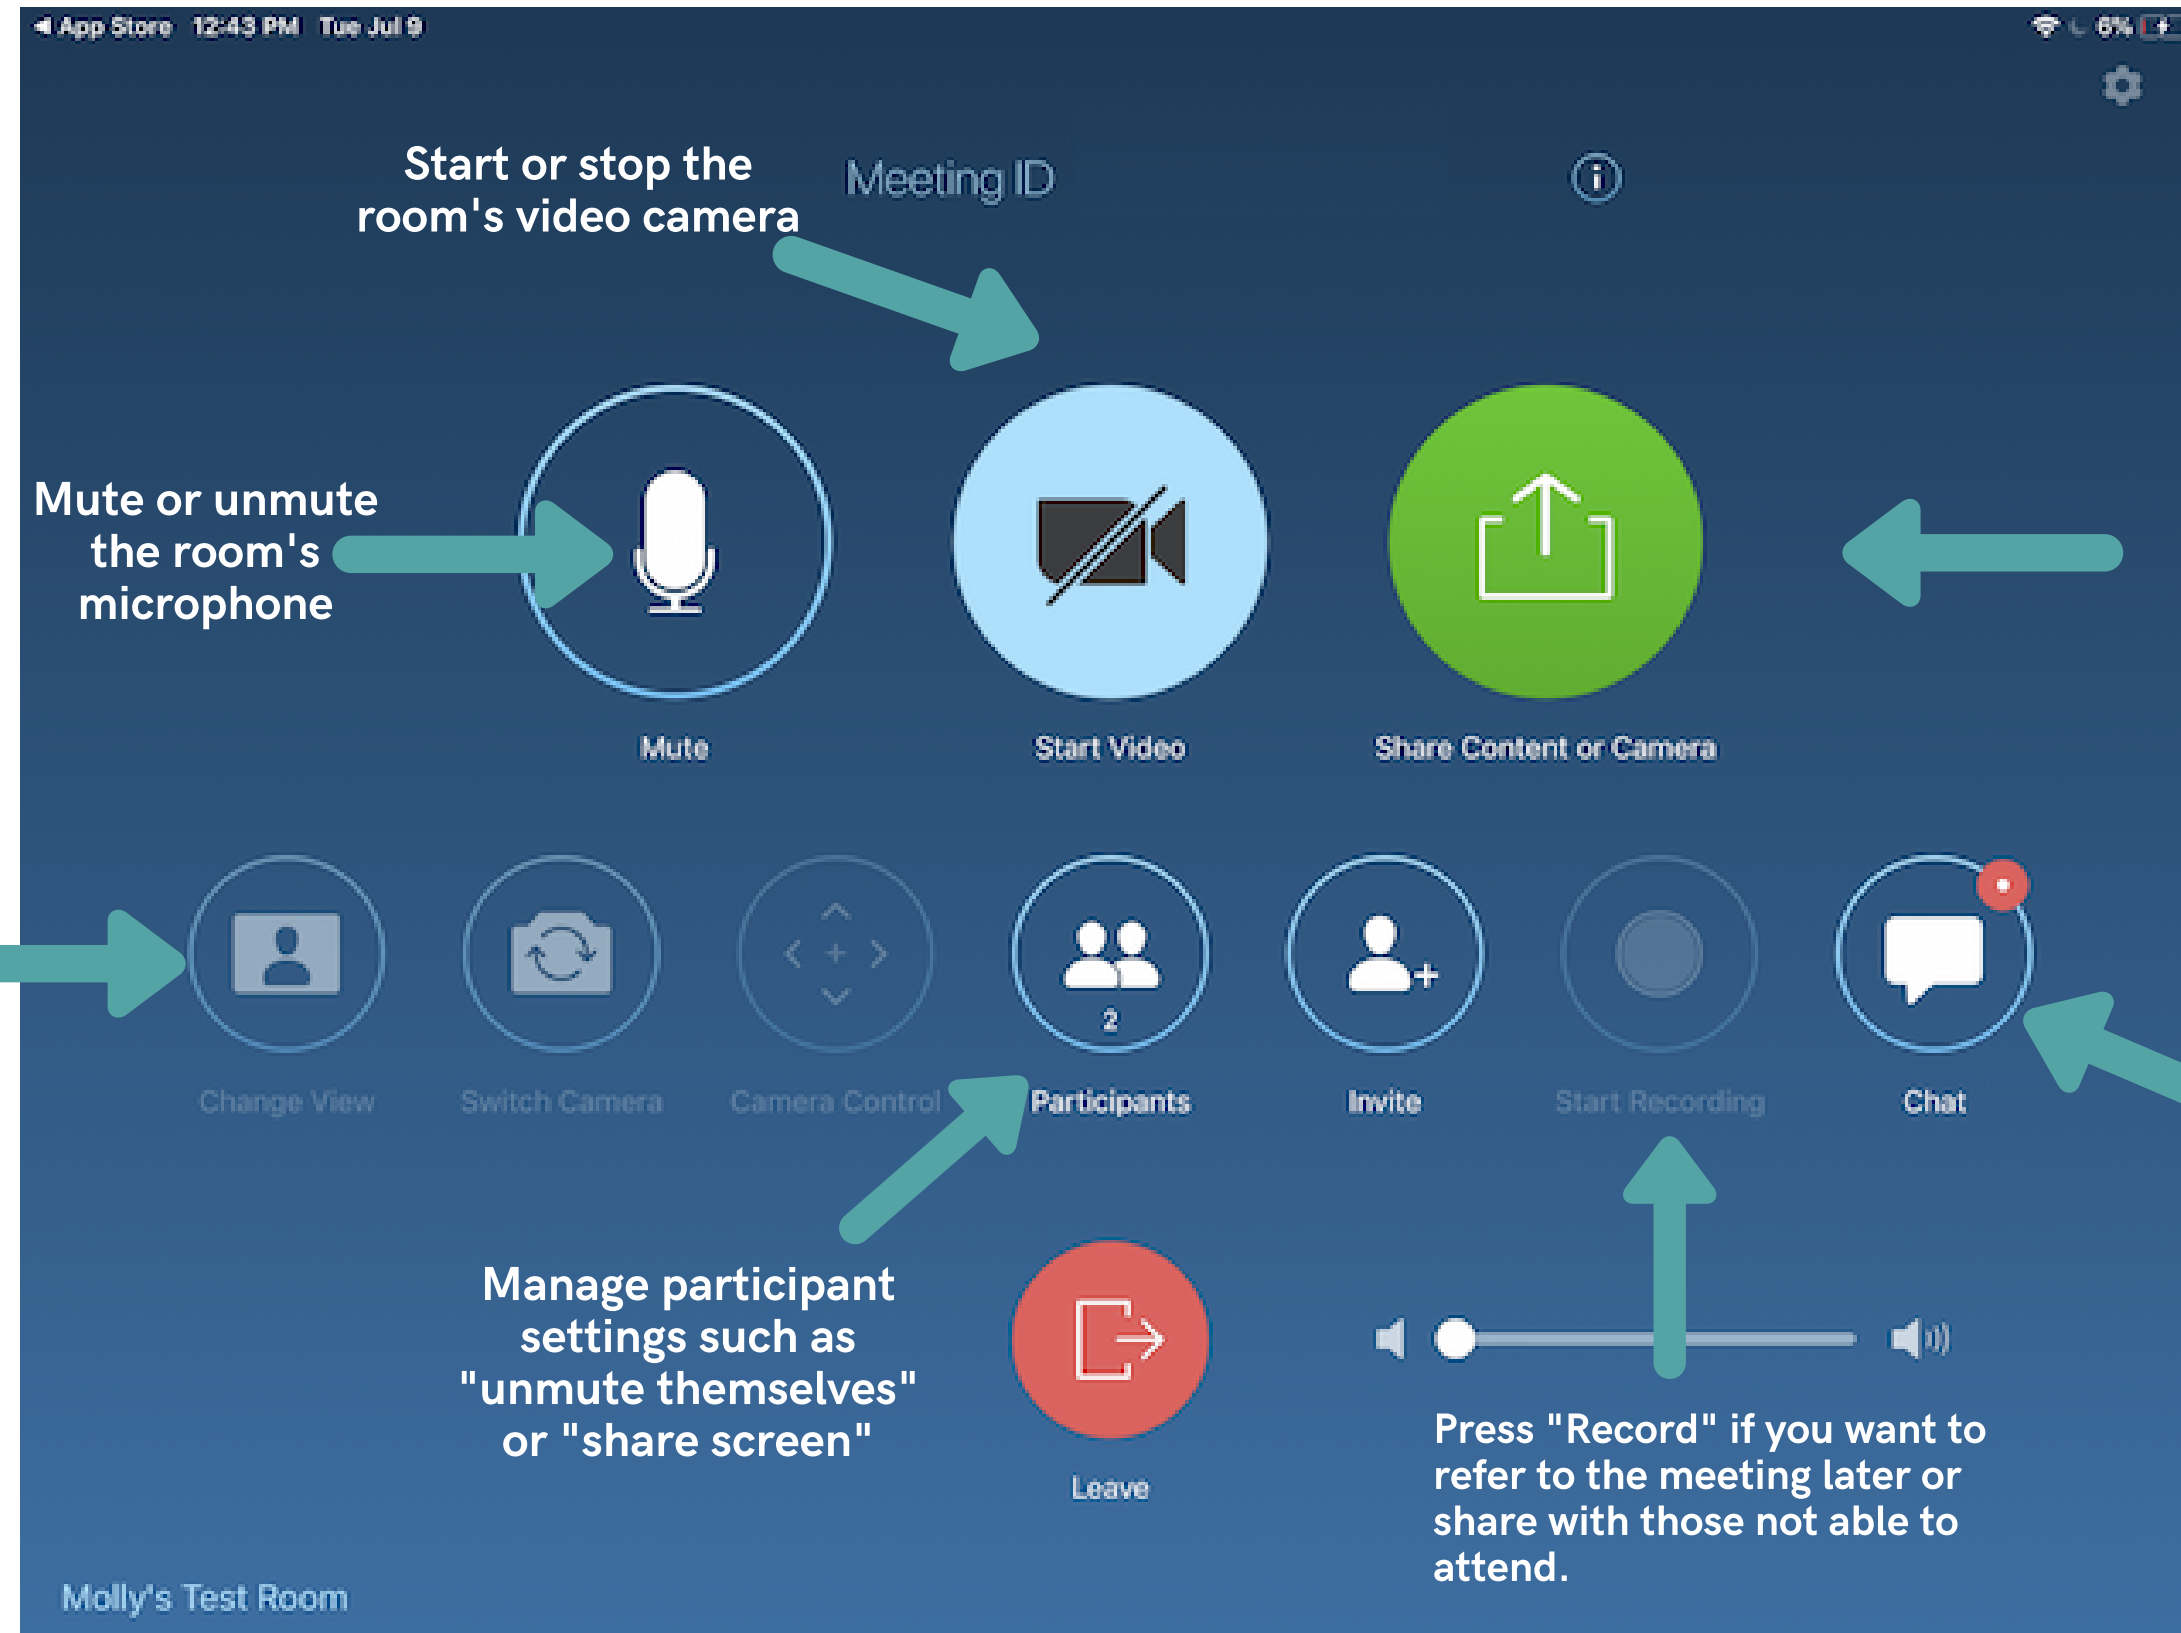 App Store 12:43 PM Tue Jul 9
6%
Start or stop the
room's video camera
Meeting ID
Mute or unmute
the room's
microphone
Mute
Start Video
Share Content or Camera
2
Change View
Switch Camera
Camera Control
Participants
Invite
Start Recording
Chat
Manage participant
settings such as
"unmute themselves"
or "share screen"
Leave
Press "Record" if you want to
refer to the meeting later or
share with those not able to
attend.
Molly's Test Room